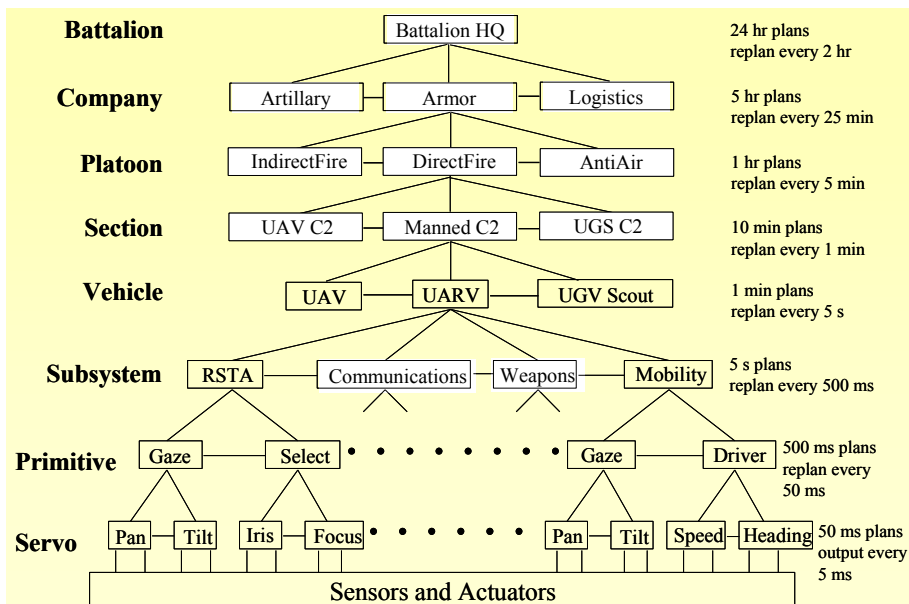 Battalion
Battalion HQ
24 hr plans
replan every 2 hr
Company
Artillary
Armor
Logistics
5 hr plans
replan every 25 min
Platoon
IndirectFire
DirectFire
AntiAir
1 hr plans
replan every 5 min
Section
UAV C2
Manned C2
UGS C2
10 min plans
replan every 1 min
Vehicle
UAV
UARV
UGV Scout
1 min plans
replan every 5 s
Subsystem
RSTA
Communications
Weapons
Mobility
5 s plans
replan every 500 ms
Primitive
Gaze
Select
Gaze
Driver
500 ms plans
replan every
50 ms
Servo
Pan
Tilt
Iris
Focus
Pan
Tilt
Speed
Heading
50 ms plans
output every
5 ms
Sensors and Actuators